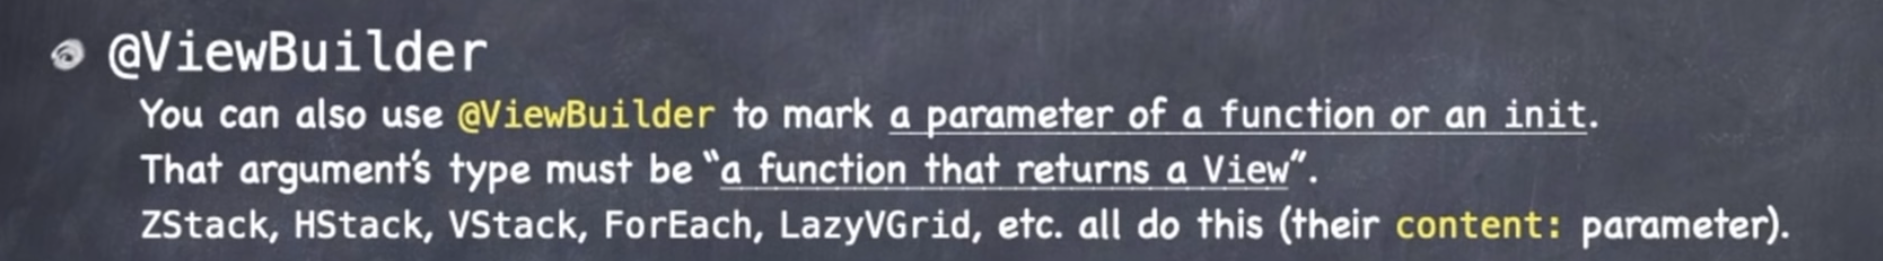 @ViewBuilder
You can also use @ViewBuilder to mark a parameter of a function or an init.
That argument's type must be “a function that returns a View”.
ZStack, HStack, VStack, ForEach, LazyVGrid, etc. all do this (their content: parameter).